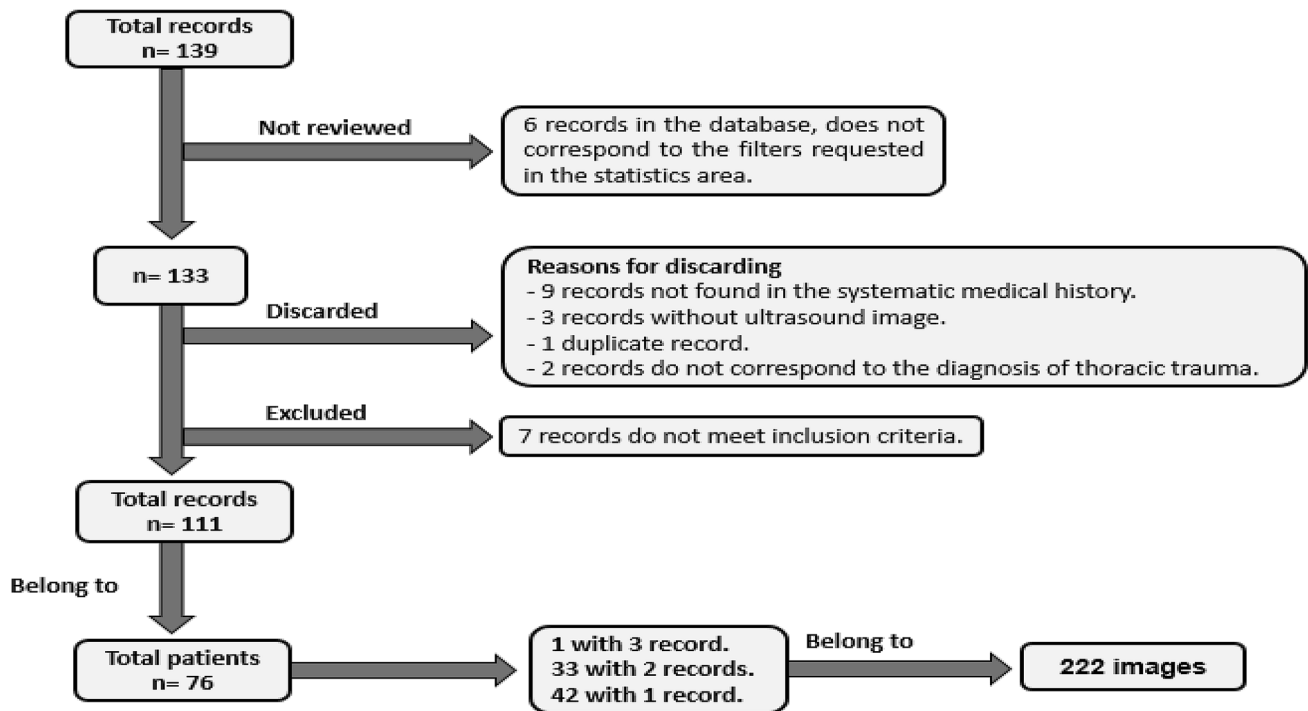 Total records
n= 139
Not reviewed
6 records in the database, does not
correspond to the filters requested
in the statistics area.
n= 133
Reasons for discarding
- 9 records not found in the systematic medical history.
- 3 records without ultrasound image.
- 1 duplicate record.
- 2 records do not correspond to the diagnosis of thoracic trauma.
Discarded
Excluded
7 records do not meet inclusion criteria.
Total records
n= 111
Belong to
Total patients
n= 76
1 with 3 record.
33 with 2 records.
42 with 1 record.
Belong to
222 images